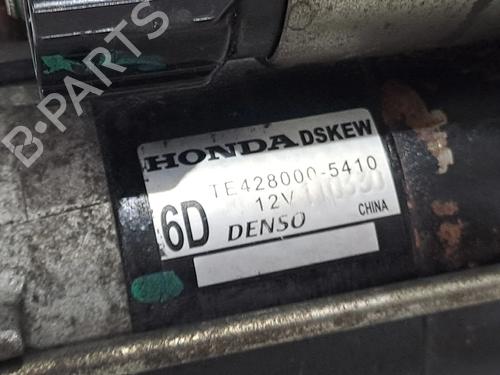 B-PARTS
HONDA DSKEW
TE428000-5410
12V
6D DENSO CHINA